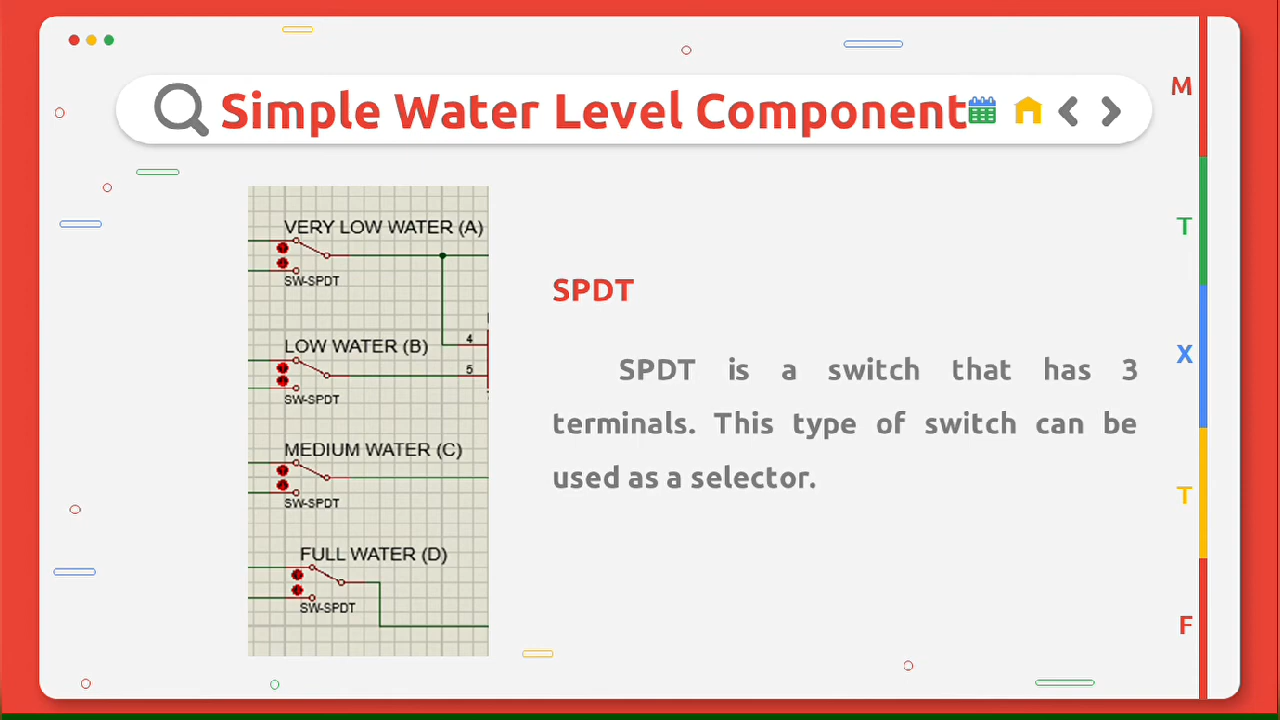 Simple Water Level Component
M
T
X
T
F
VERY LOW WATER (A)
SW-SPDT
LOW WATER (B)
4
5
SW-SPDT
MEDIUM WATER (C)
SW-SPDT
FULL WATER (D)
SW-SPDT
SPDT
SPDT is a switch that has 3
terminals. This type of switch can be
used as a selector.